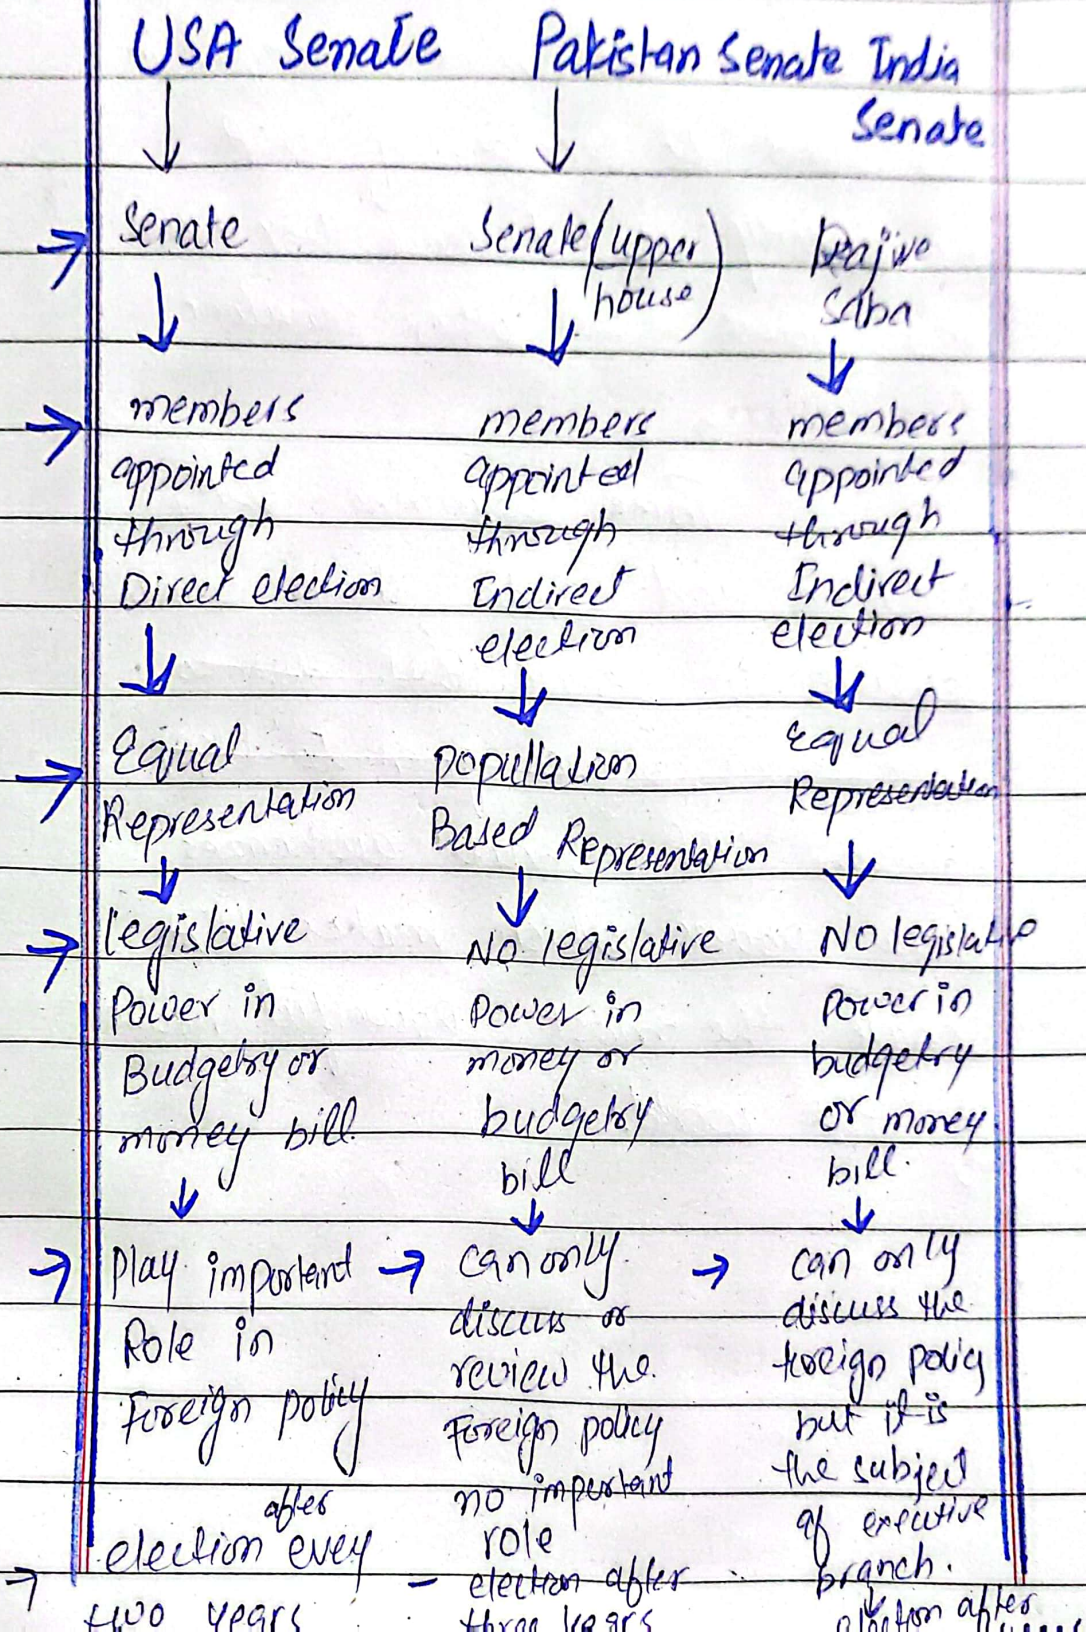 USA Senate Pakistan Senate India
Senate
Senate Senate (upper
house)
Saba
members members members
appointed appointed appointed
through through through
Direct election Indirect Indirect
election election
Equal popullation Equal
Representation Based Representation Representation
legislative No legislative No legislative
Power in Power in Power in
Budgetry or money or budgetry
money bill. budgetry or money
bill bill.
Play important can only can only
Role in discuss or discuss the
Foreign policy review the foreign policy
Foreign policy but it is
no important the subject
after role of executive
election evey election after branch.
two years three years election after